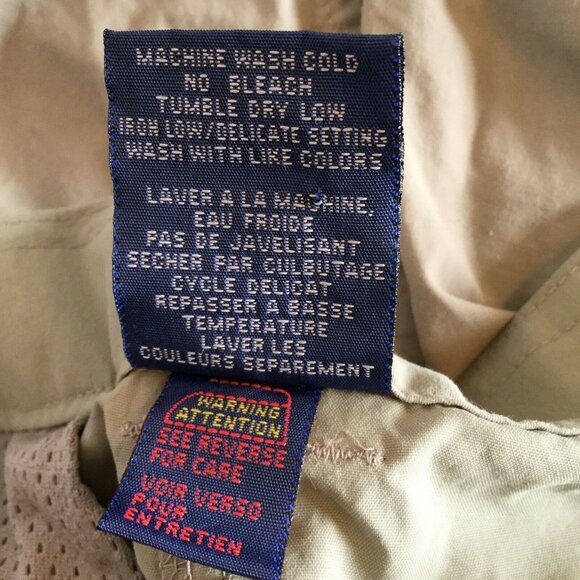 MACHINE WASH COLD
NO BLEACH
TUMBLE DRY LOW
IRON LOW/DELICATE SETTING
WASH WITH LIKE COLORS
LAVER A LA MACHINE,
EAU FROIDE
PAS DE JAVELISANT
SECHER PAR CULBUTAGE
CYCLE DELICAT
REPASSER A BASSE
TEMPERATURE
LAVER LES
COULEURS SEPAREMENT
WARNING
ATTENTION
SEE REVERSE
FOR CARE
VOIR VERSO
POUR
ENTRETIEN